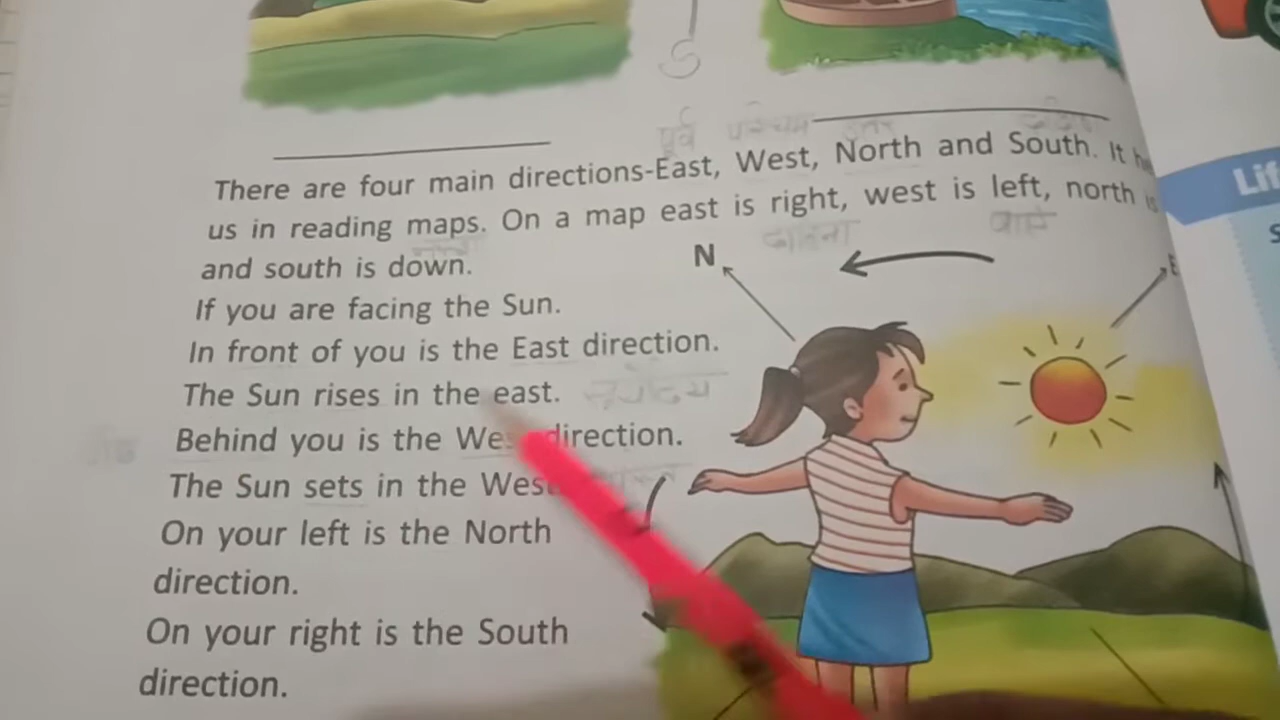 S
पूर्व पश्चिम उत्तर
There are four main directions-East, West, North and South. It
us in reading maps. On a map east is right, west is left, north is
and south is down.
N
E
If you are facing the Sun.
In front of you is the East direction.
The Sun rises in the east.
Behind you is the direction.
The Sun sets in the West
On your left is the North
direction.
On your right is the South
direction.
Lif